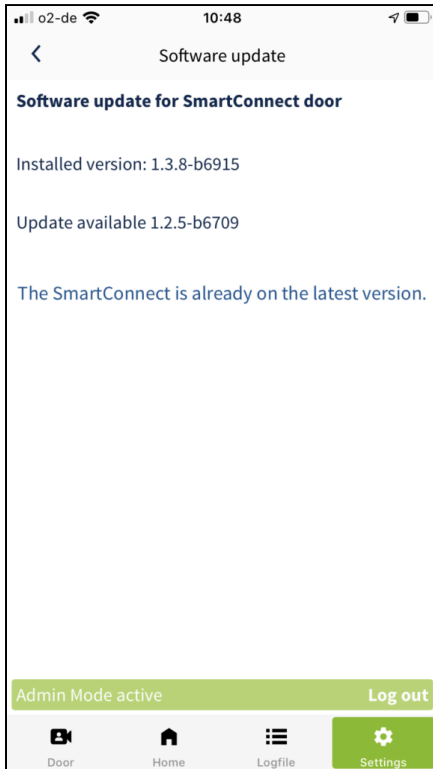 o2-de 10:48
Software update
Software update for SmartConnect door
Installed version: 1.3.8-b6915
Update available 1.2.5-b6709
The SmartConnect is already on the latest version.
Admin Mode active Log out
Door Home Logfile Settings